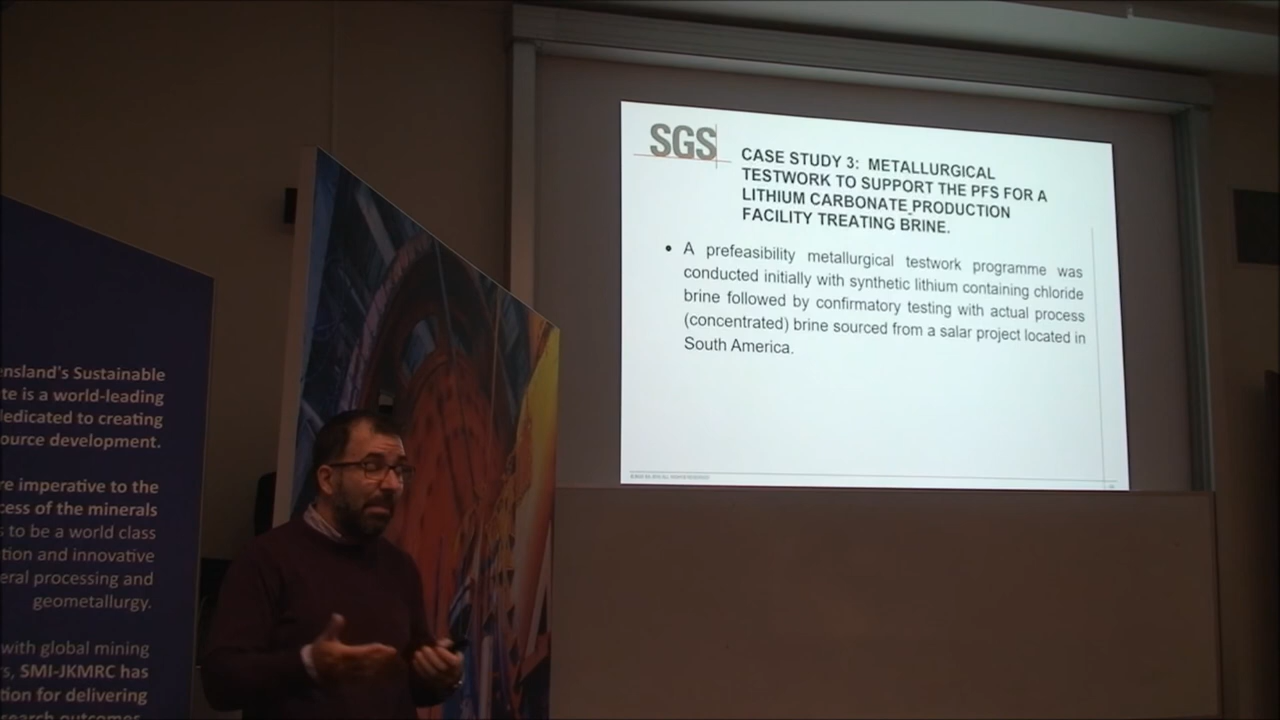 SGS
CASE STUDY 3: METALLURGICAL
TESTWORK TO SUPPORT THE PFS FOR A
LITHIUM CARBONATE PRODUCTION
FACILITY TREATING BRINE.
• A prefeasibility metallurgical testwork programme was
conducted initially with synthetic lithium containing chloride
brine followed by confirmatory testing with actual process
(concentrated) brine sourced from a salar project located in
South America.
ensland's Sustainable
te is a world-leading
dedicated to creating
ource development.
re imperative to the
cess of the minerals
s to be a world class
tion and innovative
eral processing and
geometallurgy.
with global mining
s, SMI-JKMRC has
tion for delivering
search outcomes